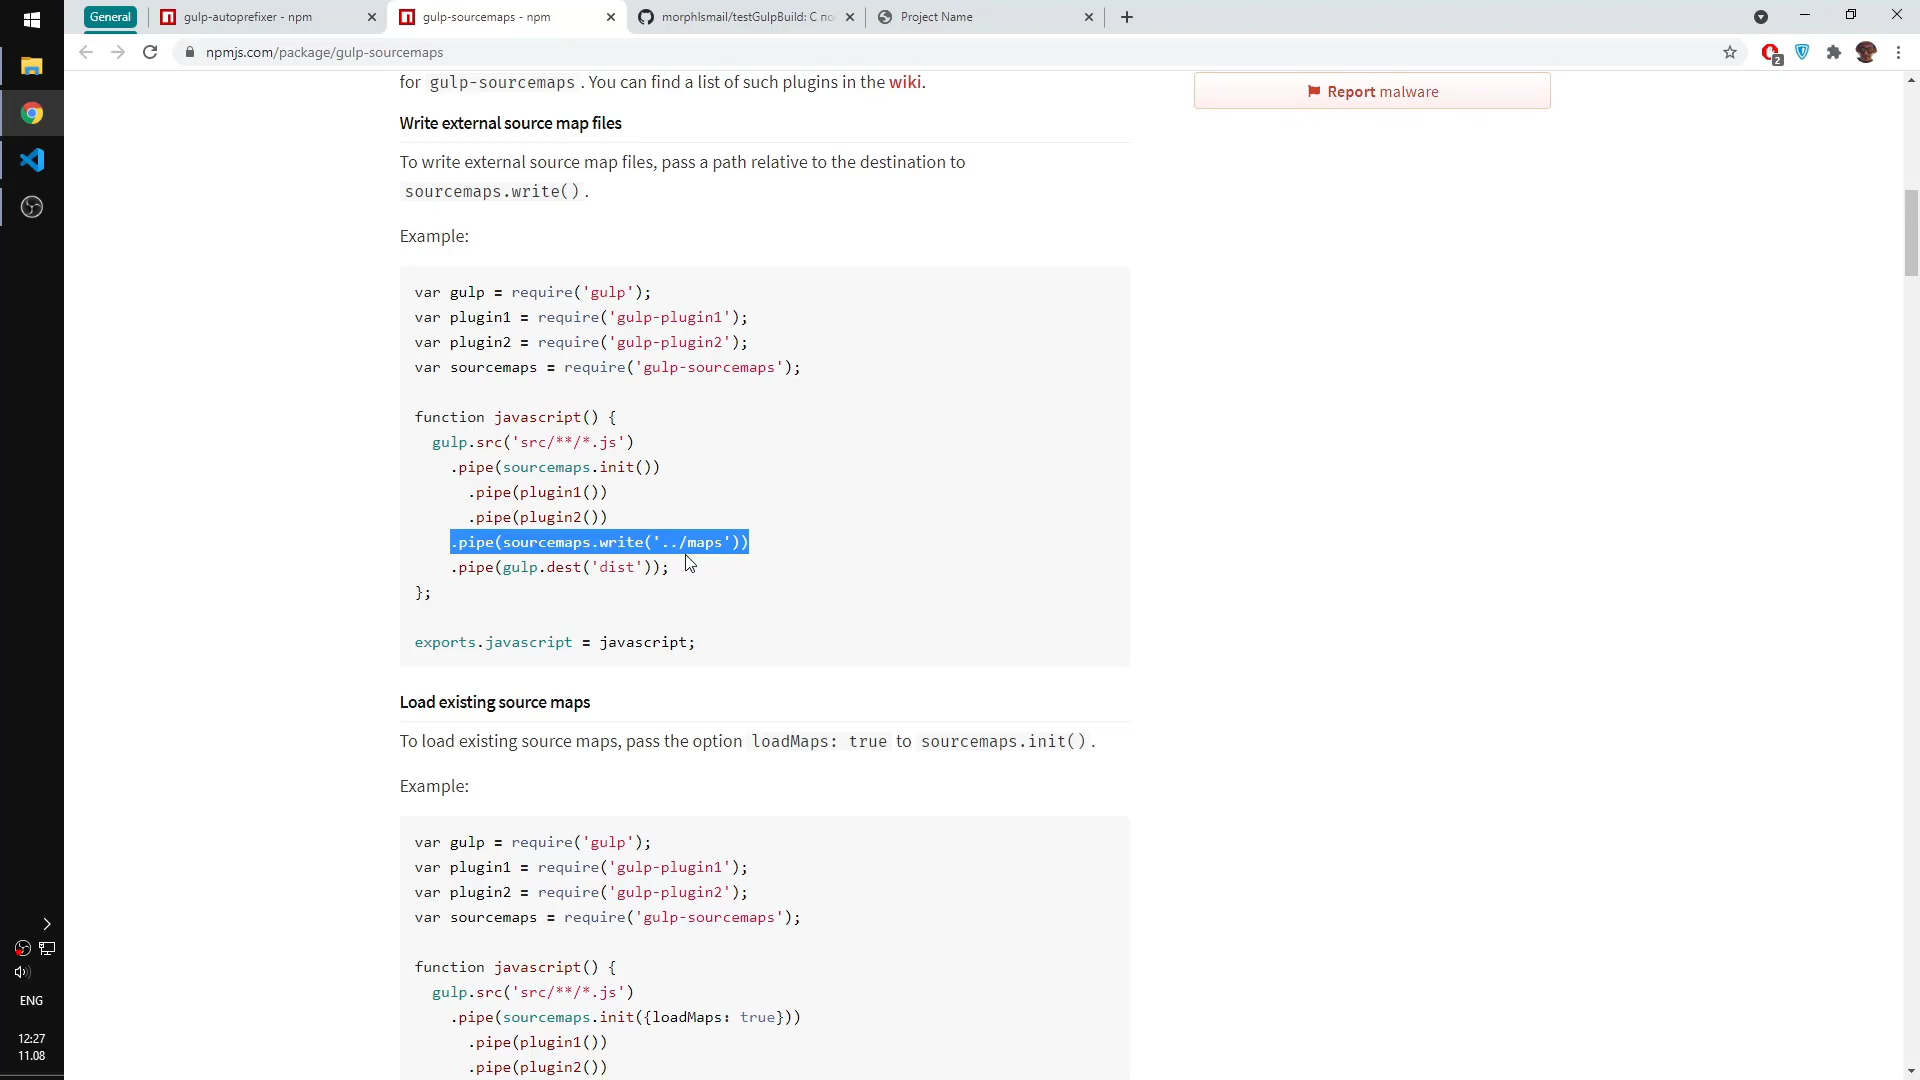 General
gulp-autoprefixer - npm
gulp-sourcemaps - npm
morphIsmail/testGulpBuild: С по
Project Name
npmjs.com/package/gulp-sourcemaps
2
for gulp-sourcemaps . You can find a list of such plugins in the wiki.
Report malware
Write external source map files
To write external source map files, pass a path relative to the destination to
sourcemaps.write() .
Example:
var gulp = require('gulp');
var plugin1 = require('gulp-plugin1');
var plugin2 = require('gulp-plugin2');
var sourcemaps = require('gulp-sourcemaps');
function javascript() {
gulp.src('src/**/*.js')
.pipe(sourcemaps.init())
.pipe(plugin1())
.pipe(plugin2())
.pipe(sourcemaps.write('../maps'))
.pipe(gulp.dest('dist'));
};
exports.javascript = javascript;
Load existing source maps
To load existing source maps, pass the option loadMaps: true to sourcemaps.init() .
Example:
var gulp = require('gulp');
var plugin1 = require('gulp-plugin1');
var plugin2 = require('gulp-plugin2');
var sourcemaps = require('gulp-sourcemaps');
function javascript() {
gulp.src('src/**/*.js')
.pipe(sourcemaps.init({loadMaps: true}))
.pipe(plugin1())
.pipe(plugin2())
ENG
12:27
11.08